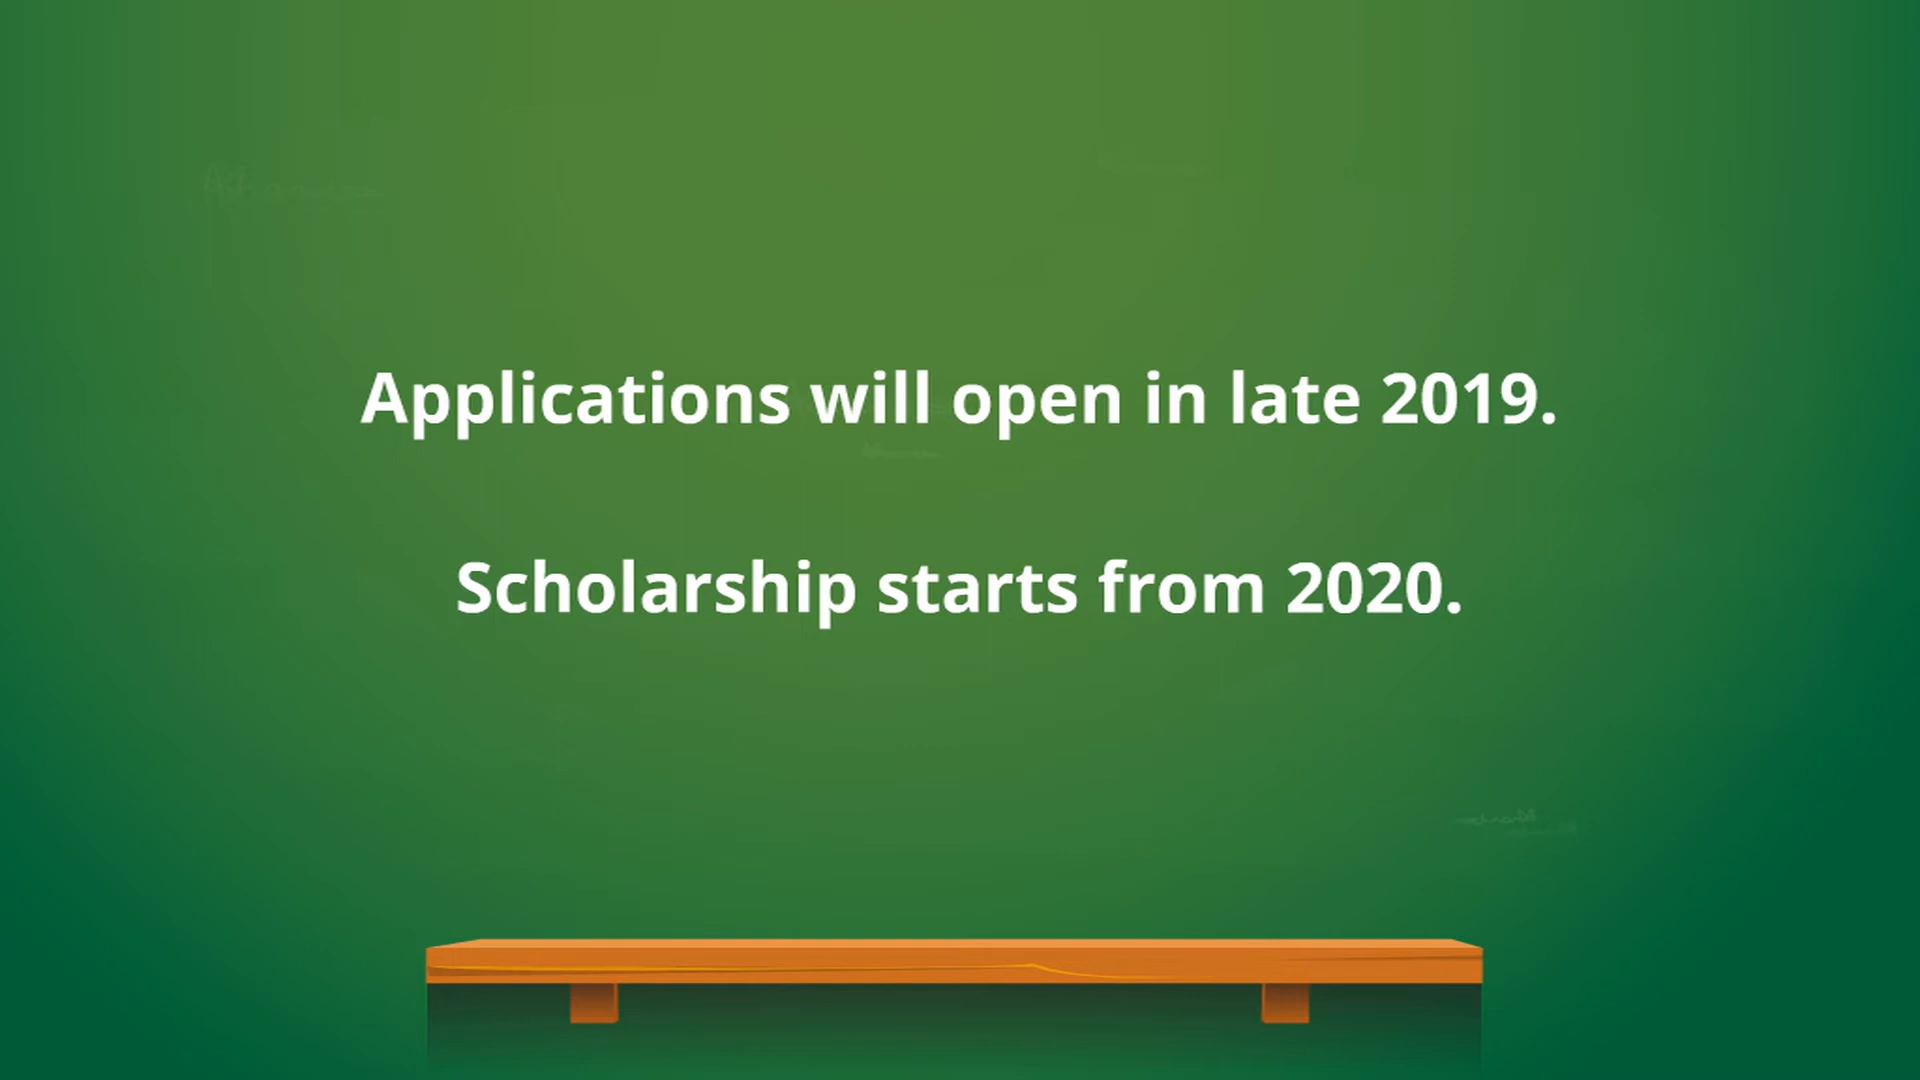 Applications will open in late 2019.
Scholarship starts from 2020.